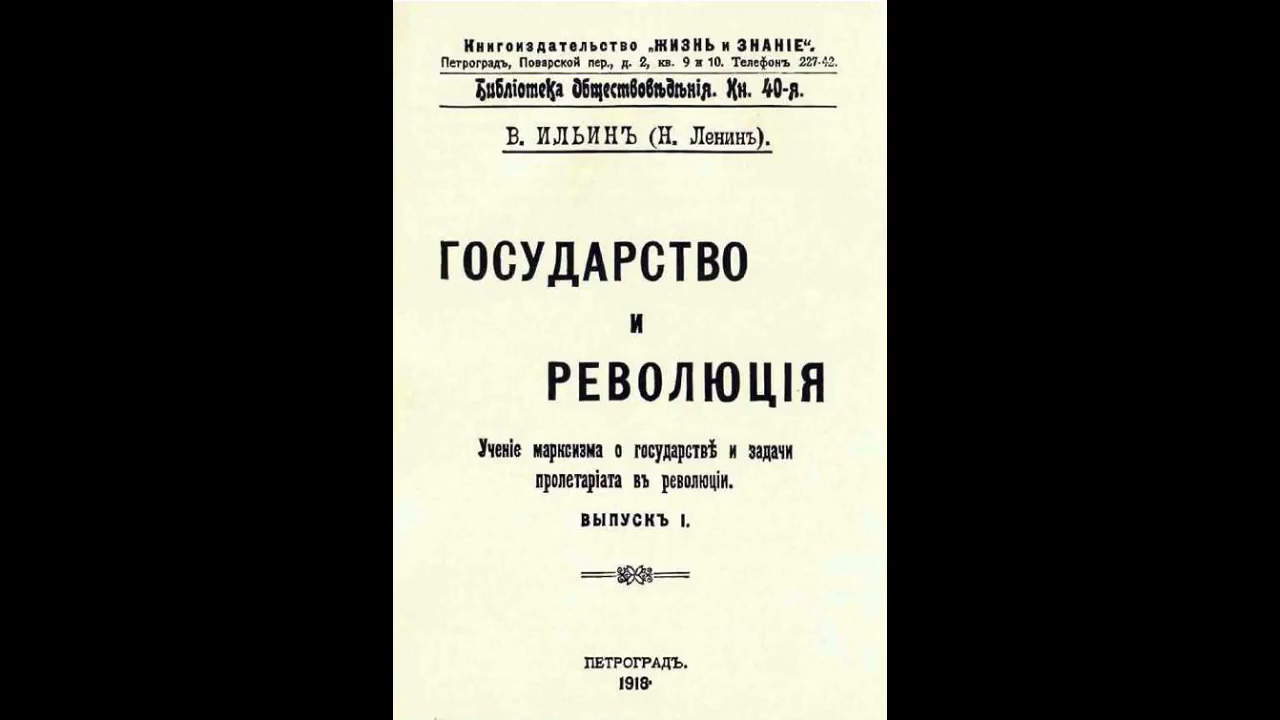 Книгоиздательство „ЖИЗНЬ и ЗНАНІЕ“.
Петроградъ, Поварской пер., д. 2, кв. 9 и 10. Телефонъ 227-42.
Библіотека Обществовѣдѣнія. Кн. 40-я.
В. ИЛЬИНЪ (Н. Ленинъ).
ГОСУДАРСТВО
И
РЕВОЛЮЦІЯ
Ученіе марксизма о государствѣ и задачи
пролетаріата въ революціи.
ВЫПУСКЪ I.
ПЕТРОГРАДЪ.
1918